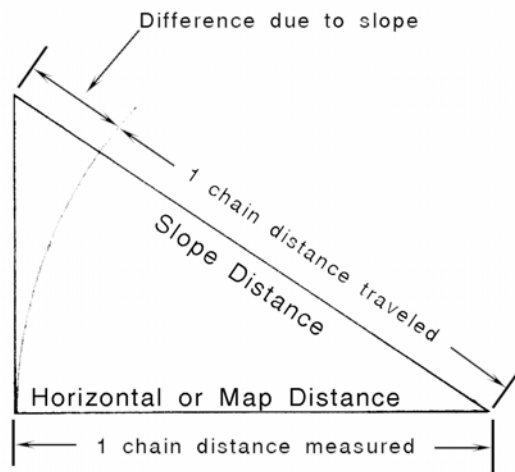 Difference due to slope
1 chain distance traveled
Slope Distance
Horizontal or Map Distance
1 chain distance measured